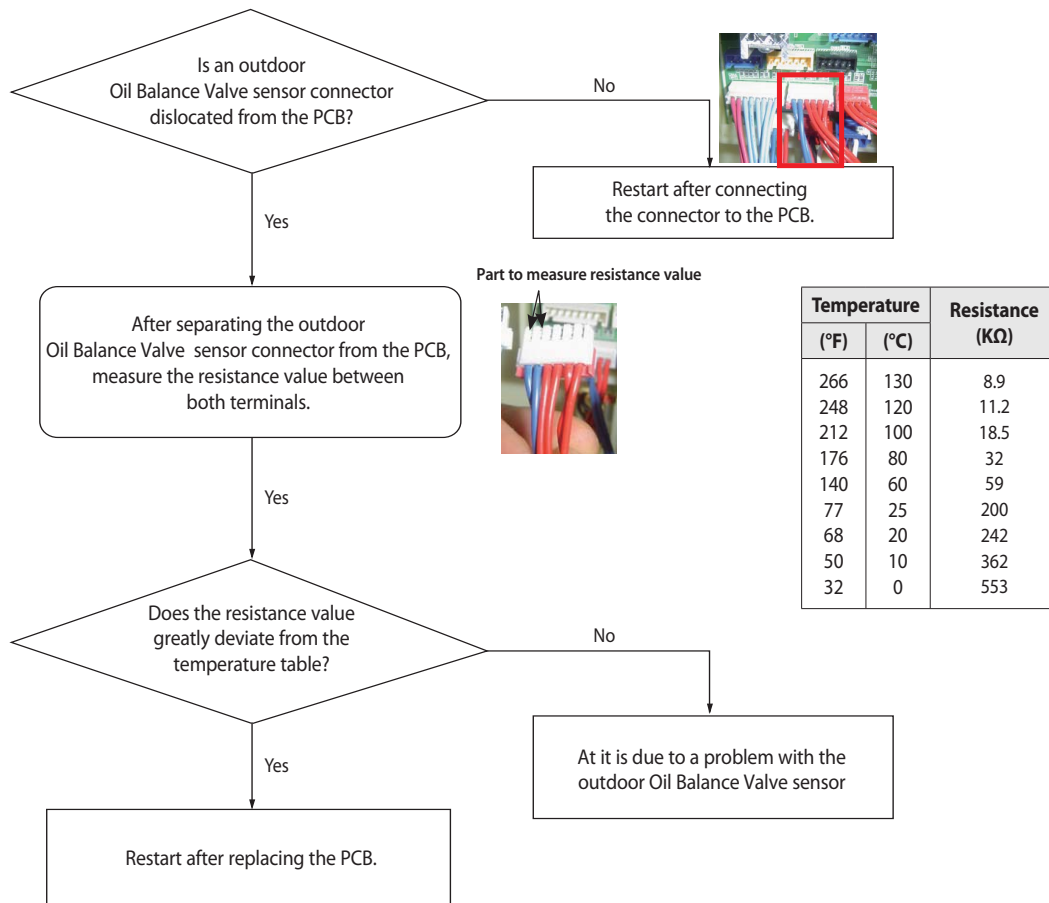 Is an outdoor
Oil Balance Valve sensor connector
dislocated from the PCB?
No
Restart after connecting
the connector to the PCB.
Yes
Part to measure resistance value
After separating the outdoor
Oil Balance Valve sensor connector from the PCB,
measure the resistance value between
both terminals.
Temperature Resistance
(KΩ)
(°F) (°C)
266 130 8.9
248 120 11.2
212 100 18.5
176 80 32
140 60 59
77 25 200
68 20 242
50 10 362
32 0 553
Yes
Does the resistance value
greatly deviate from the
temperature table?
No
At it is due to a problem with the
outdoor Oil Balance Valve sensor
Yes
Restart after replacing the PCB.